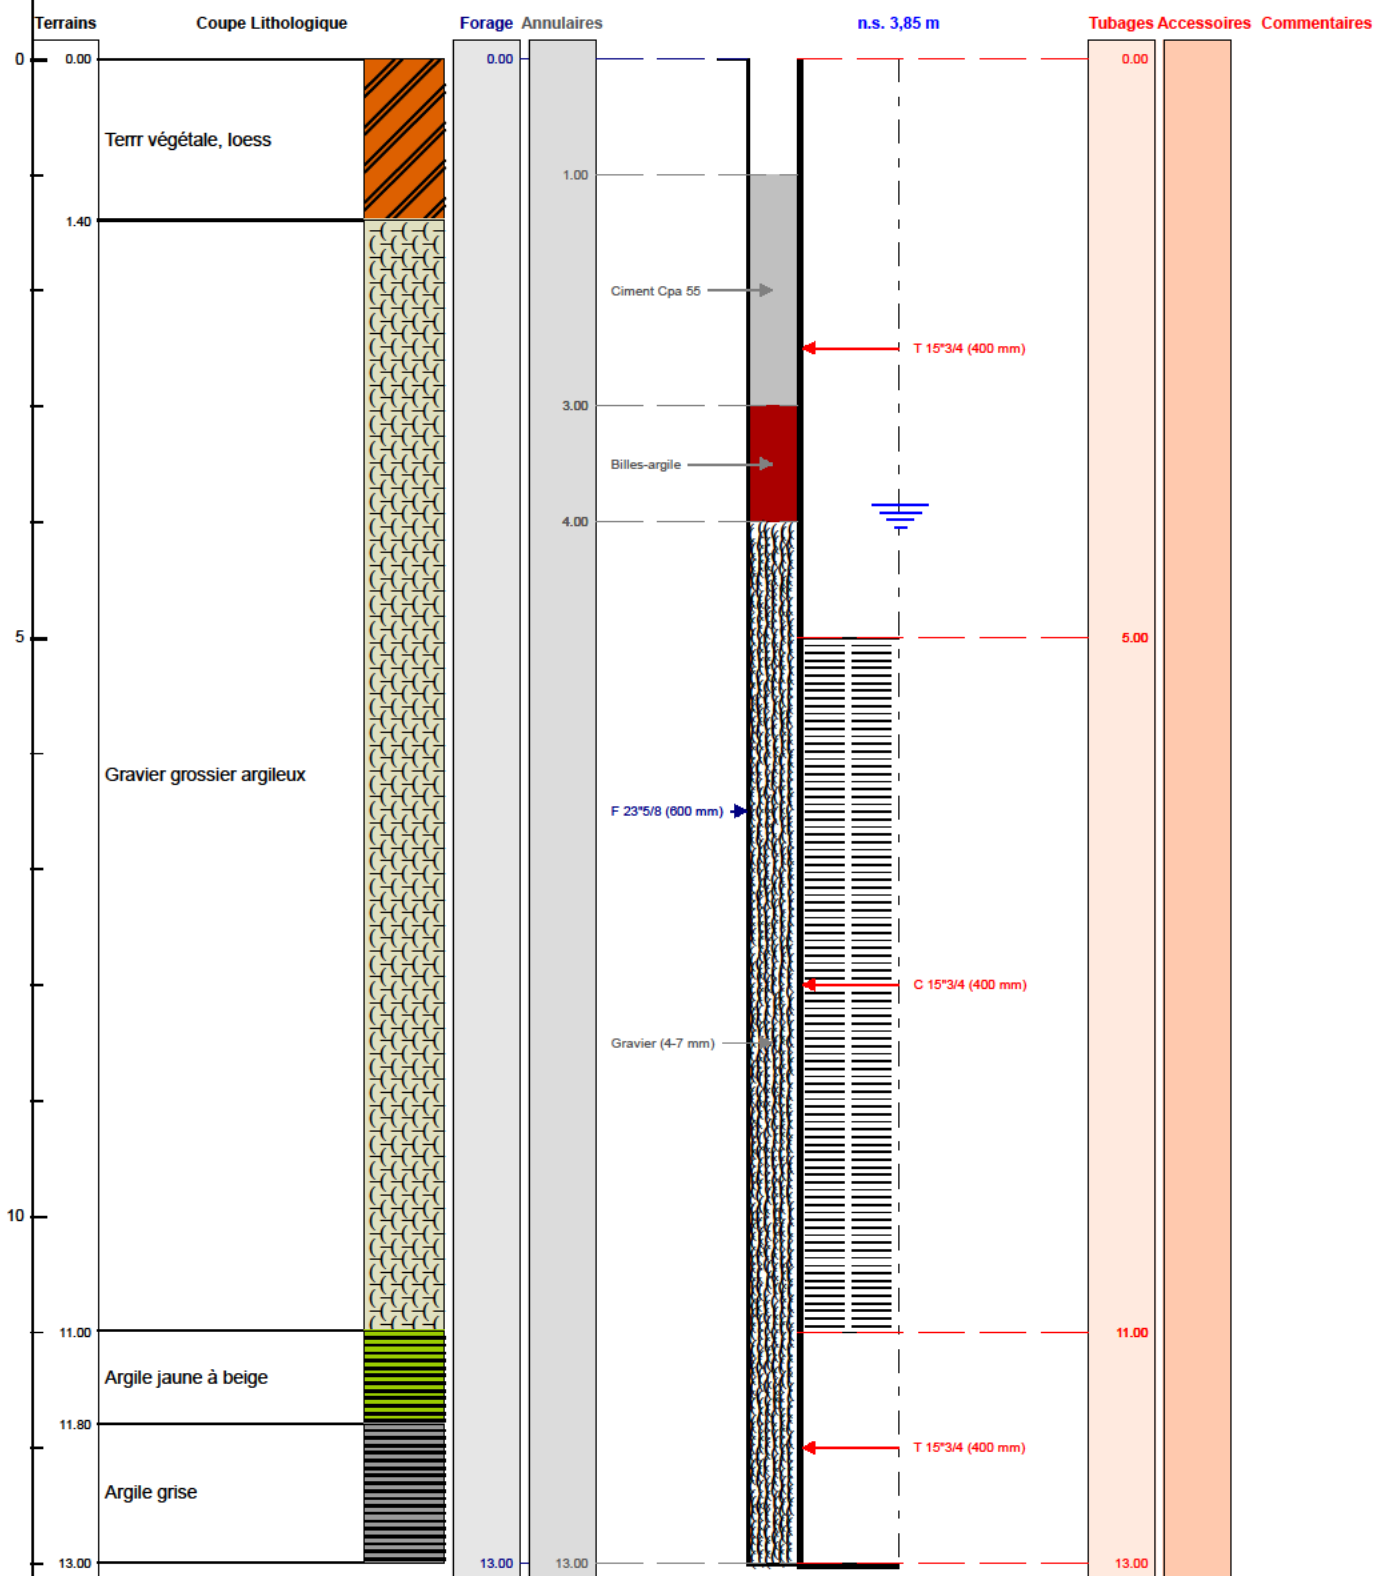 Terrains Coupe Lithologique Forage Annulaires n.s. 3,85 m Tubages Accessoires Commentaires
0 0.00 0.00 0.00
Terrr végétale, loess
1.00
1.40
Ciment Cpa 55
T 15"3/4 (400 mm)
3.00
Billes-argile
4.00
5 5.00
Gravier grossier argileux
F 23"5/8 (600 mm)
C 15"3/4 (400 mm)
Gravier (4-7 mm)
10
11.00 11.00
Argile jaune à beige
11.80
T 15"3/4 (400 mm)
Argile grise
13.00 13.00 13.00 13.00